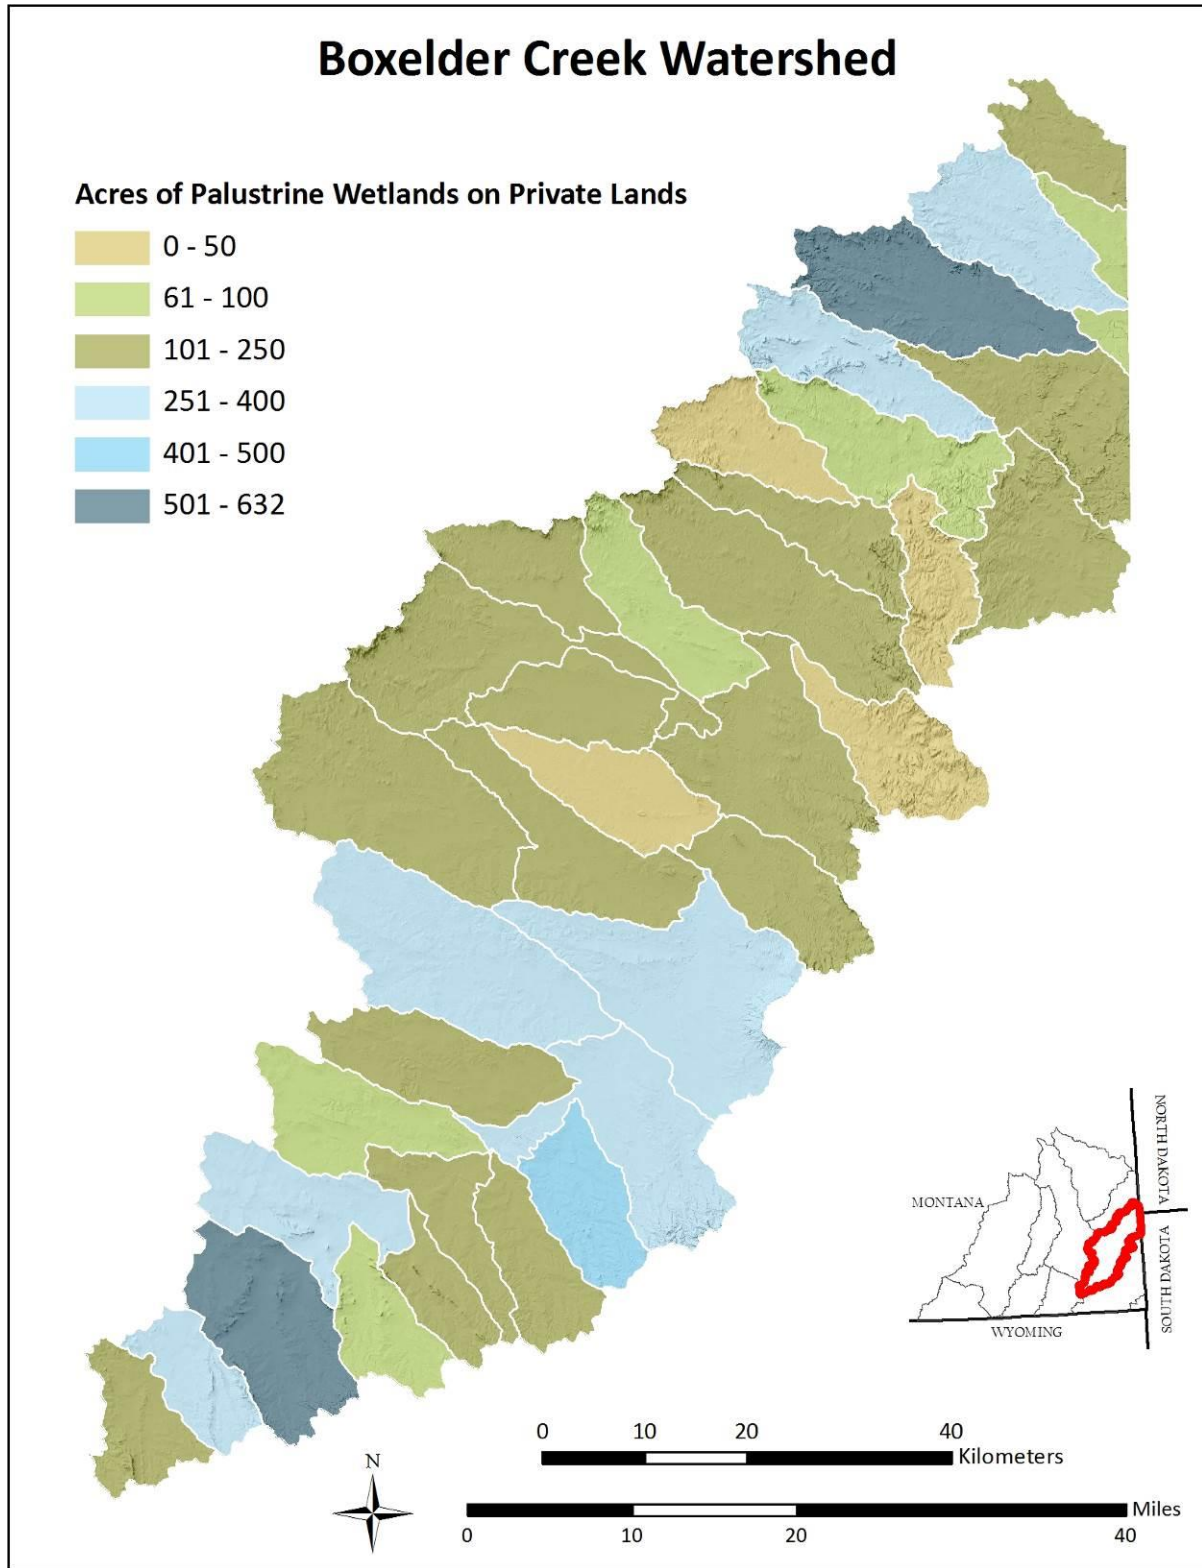 Boxelder Creek Watershed
Acres of Palustrine Wetlands on Private Lands
0 - 50
61 - 100
101 - 250
251 - 400
401 - 500
501 - 632
NORTH DAKOTA
MONTANA
SOUTH DAKOTA
WYOMING
0 10 20 40
Kilometers
N
Miles
0 10 20 40